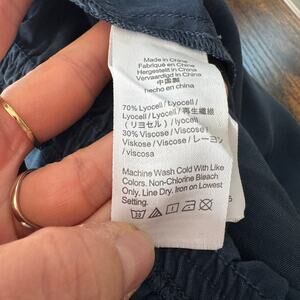 Made in China
Fabriqué en Chine
Hergestellt in China
Vervaardigd in China
中国製
hecho en china
70% Lyocell / Lyocell /
Lyocell / Lyocell / 再生繊維
(リヨセル) / lyocell
30% Viscose / Viscose /
Viskose / Viscose / レーヨン
/ viscosa
Machine Wash Cold With Like
Colors. Non-Chlorine Bleach
Only. Line Dry. Iron on Lowest
Setting.